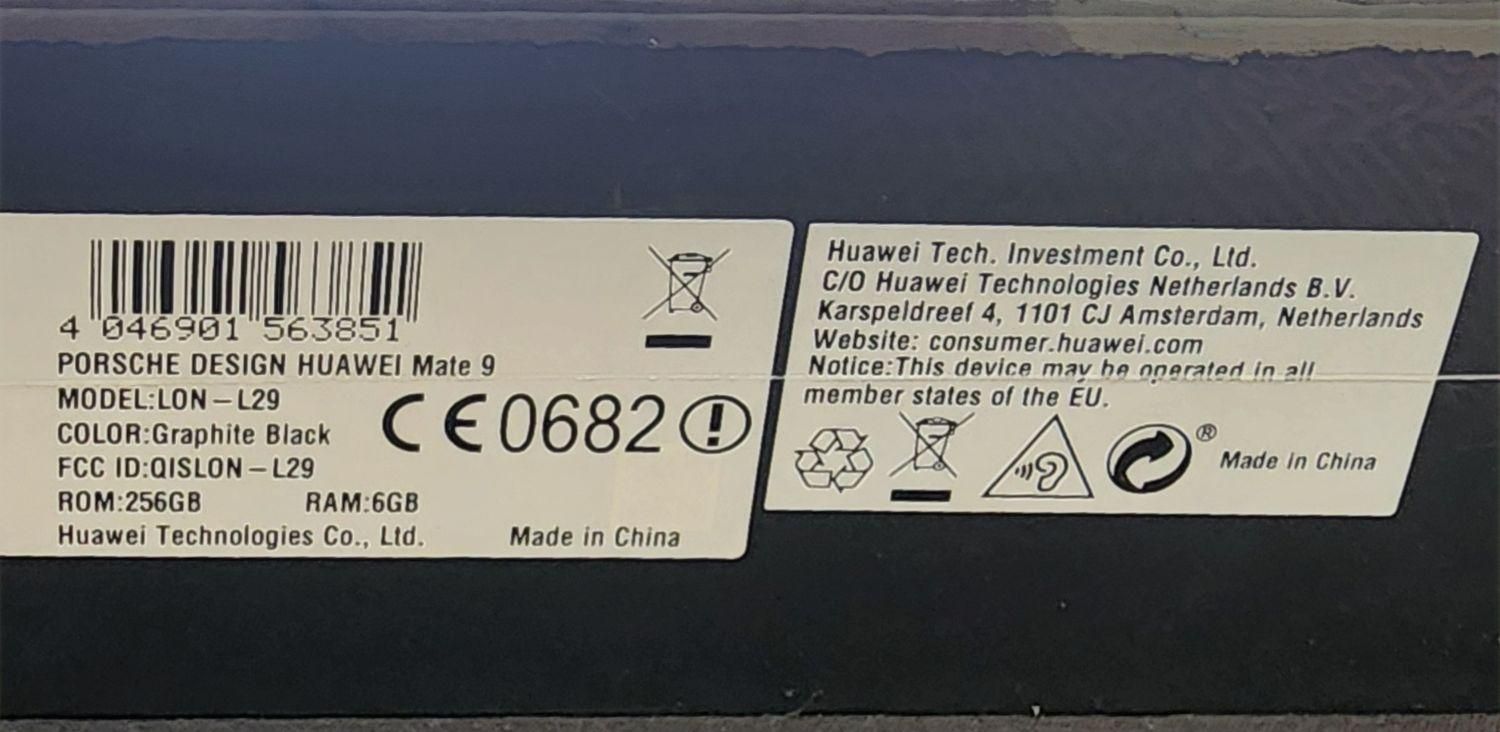 4 046901 563851
PORSCHE DESIGN HUAWEI Mate 9
MODEL:LON-L29
COLOR:Graphite Black
CE0682
FCC ID:QISLON-L29
ROM:256GB RAM:6GB
Huawei Technologies Co., Ltd. Made in China
Huawei Tech. Investment Co., Ltd.
C/O Huawei Technologies Netherlands B.V.
Karspeldreef 4, 1101 CJ Amsterdam, Netherlands
Website: consumer.huawei.com
Notice:This device may be operated in all
member states of the EU.
® Made in China